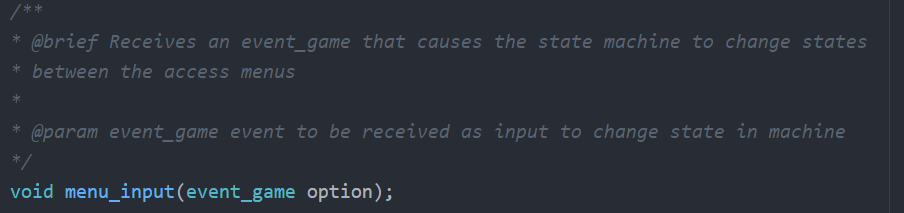 /**
* @brief Receives an event_game that causes the state machine to change states
* between the access menus
*
* @param event_game event to be received as input to change state in machine
*/
void menu_input(event_game option);